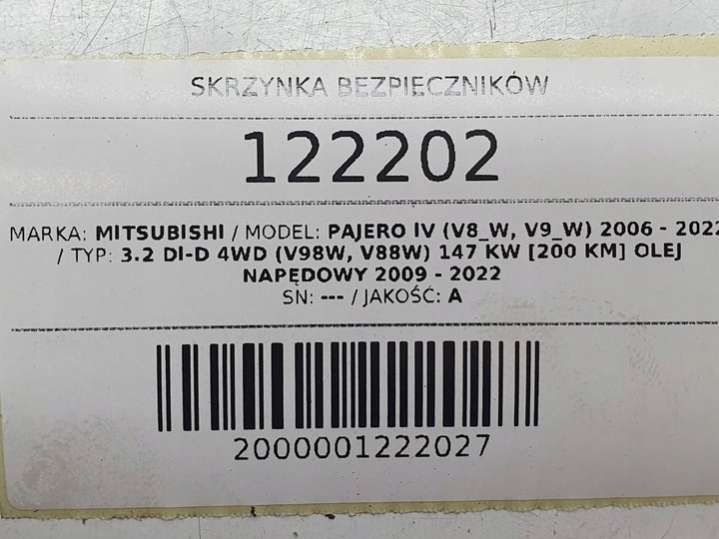 SKRZYNKA BEZPIECZNIKÓW
122202
MARKA: MITSUBISHI / MODEL: PAJERO IV (V8_W, V9_W) 2006 - 2022
/ TYP: 3.2 DI-D 4WD (V98W, V88W) 147 KW [200 KM] OLEJ
NAPĘDOWY 2009 - 2022
SN: --- / JAKOŚĆ: A
2000001222027